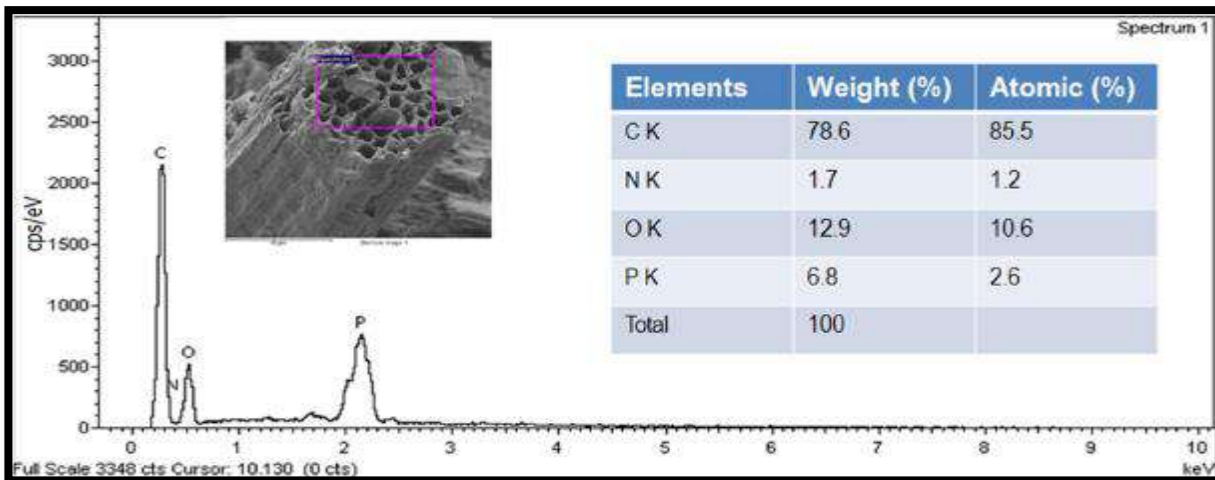 Spectrum 1
3000
2500
2000
1500
1000
500
0
cps/eV
C
N
O
P
Elements Weight (%) Atomic (%)
C K 78.6 85.5
N K 1.7 1.2
O K 12.9 10.6
P K 6.8 2.6
Total 100
0 1 2 3 4 5 6 7 8 9 10
Full Scale 3348 cts Cursor: 10.130 (0 cts)
keV